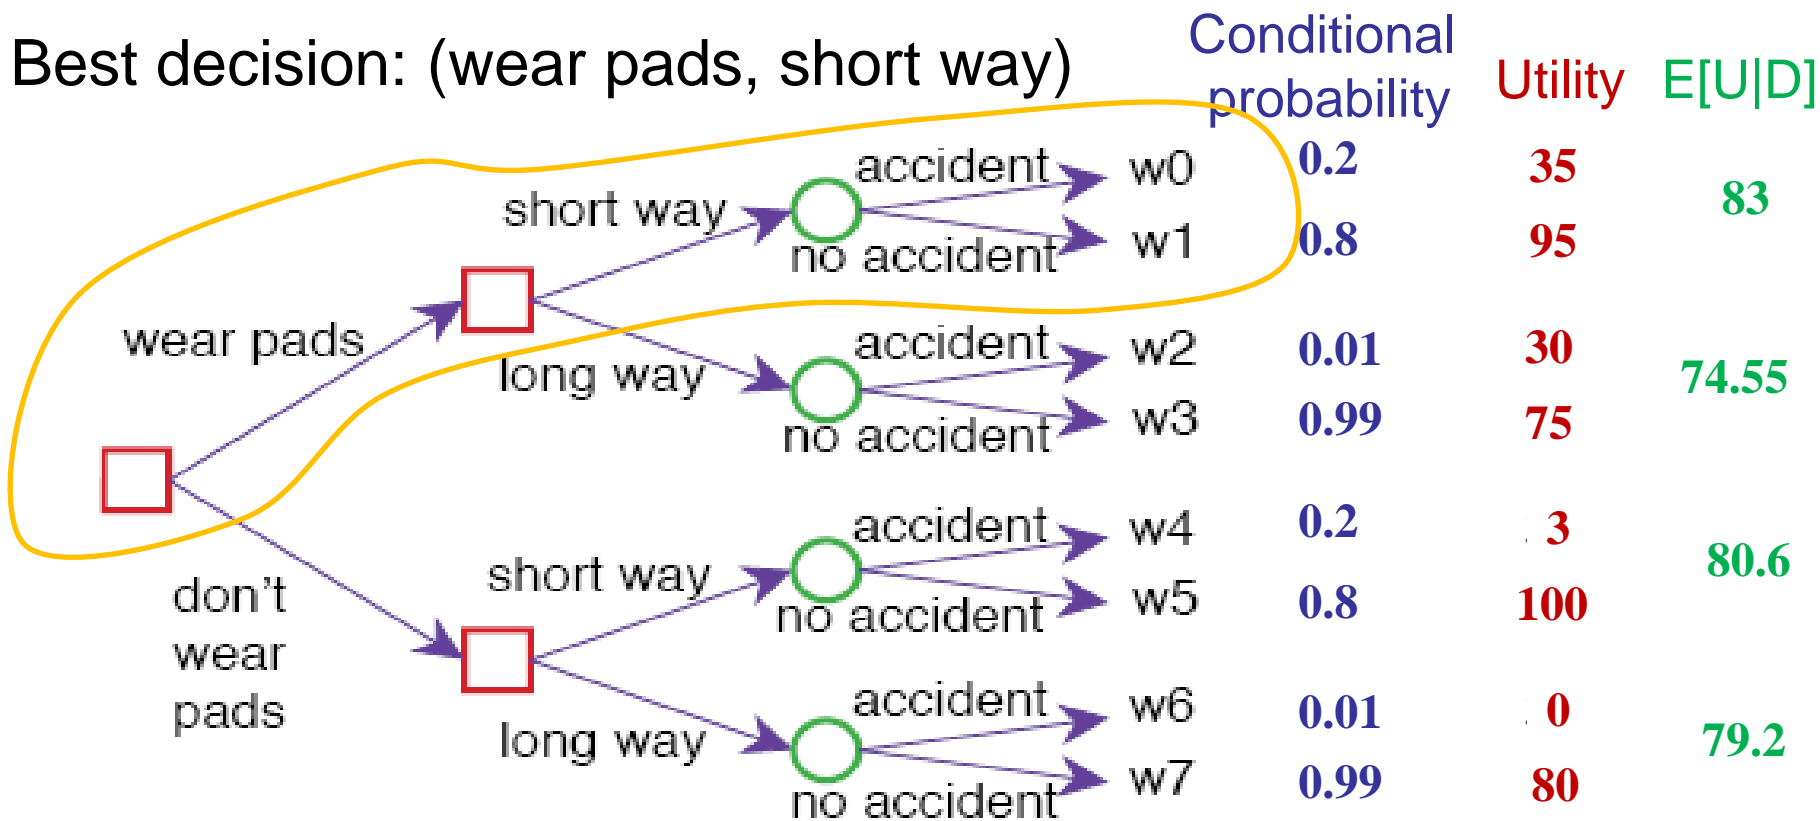 Best decision: (wear pads, short way)
Conditional
probability
Utility
E[U|D]
accident w0 0.2 35
short way
83
no accident w1 0.8 95
wear pads
accident w2 0.01 30
long way
74.55
no accident w3 0.99 75
accident w4 0.2 3
short way
80.6
no accident w5 0.8 100
don't
wear
pads
accident w6 0.01 0
long way
79.2
no accident w7 0.99 80